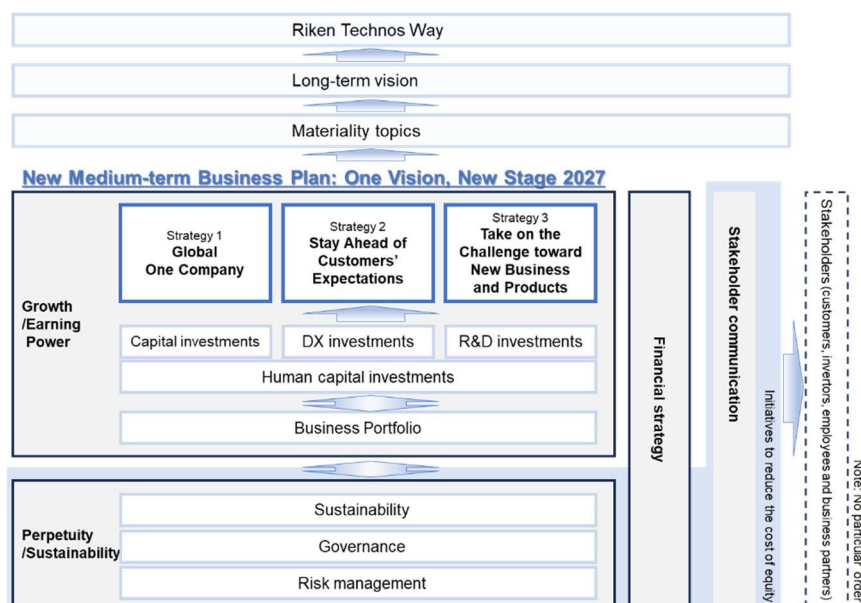 Riken Technos Way
Long-term vision
Materiality topics
New Medium-term Business Plan: One Vision, New Stage 2027
Growth
/Earning
Power
Strategy 1
Global
One Company
Strategy 2
Stay Ahead of
Customers’
Expectations
Strategy 3
Take on the
Challenge toward
New Business
and Products
Capital investments
DX investments
R&D investments
Human capital investments
Business Portfolio
Perpetuity
/Sustainability
Sustainability
Governance
Risk management
Financial strategy
Stakeholder communication
Initiatives to reduce the cost of equity
Stakeholders (customers, invertors, employees and business partners)
Note: No particular order